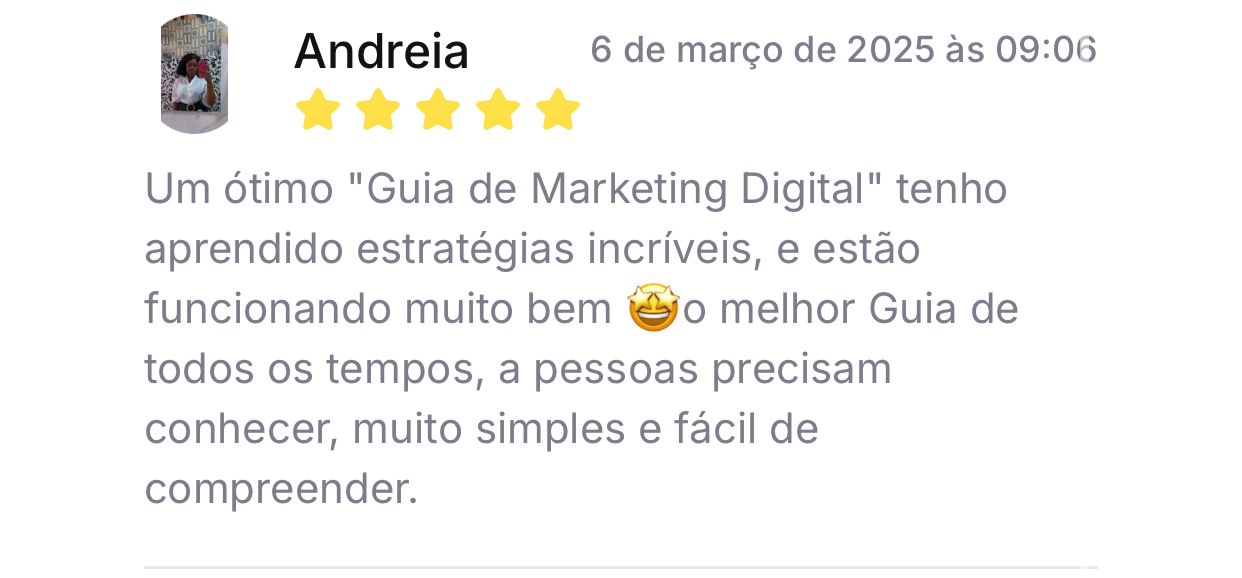 Andreia
6 de março de 2025 às 09:06
Um ótimo "Guia de Marketing Digital" tenho
aprendido estratégias incríveis, e estão
funcionando muito bem 🤩o melhor Guia de
todos os tempos, a pessoas precisam
conhecer, muito simples e fácil de
compreender.